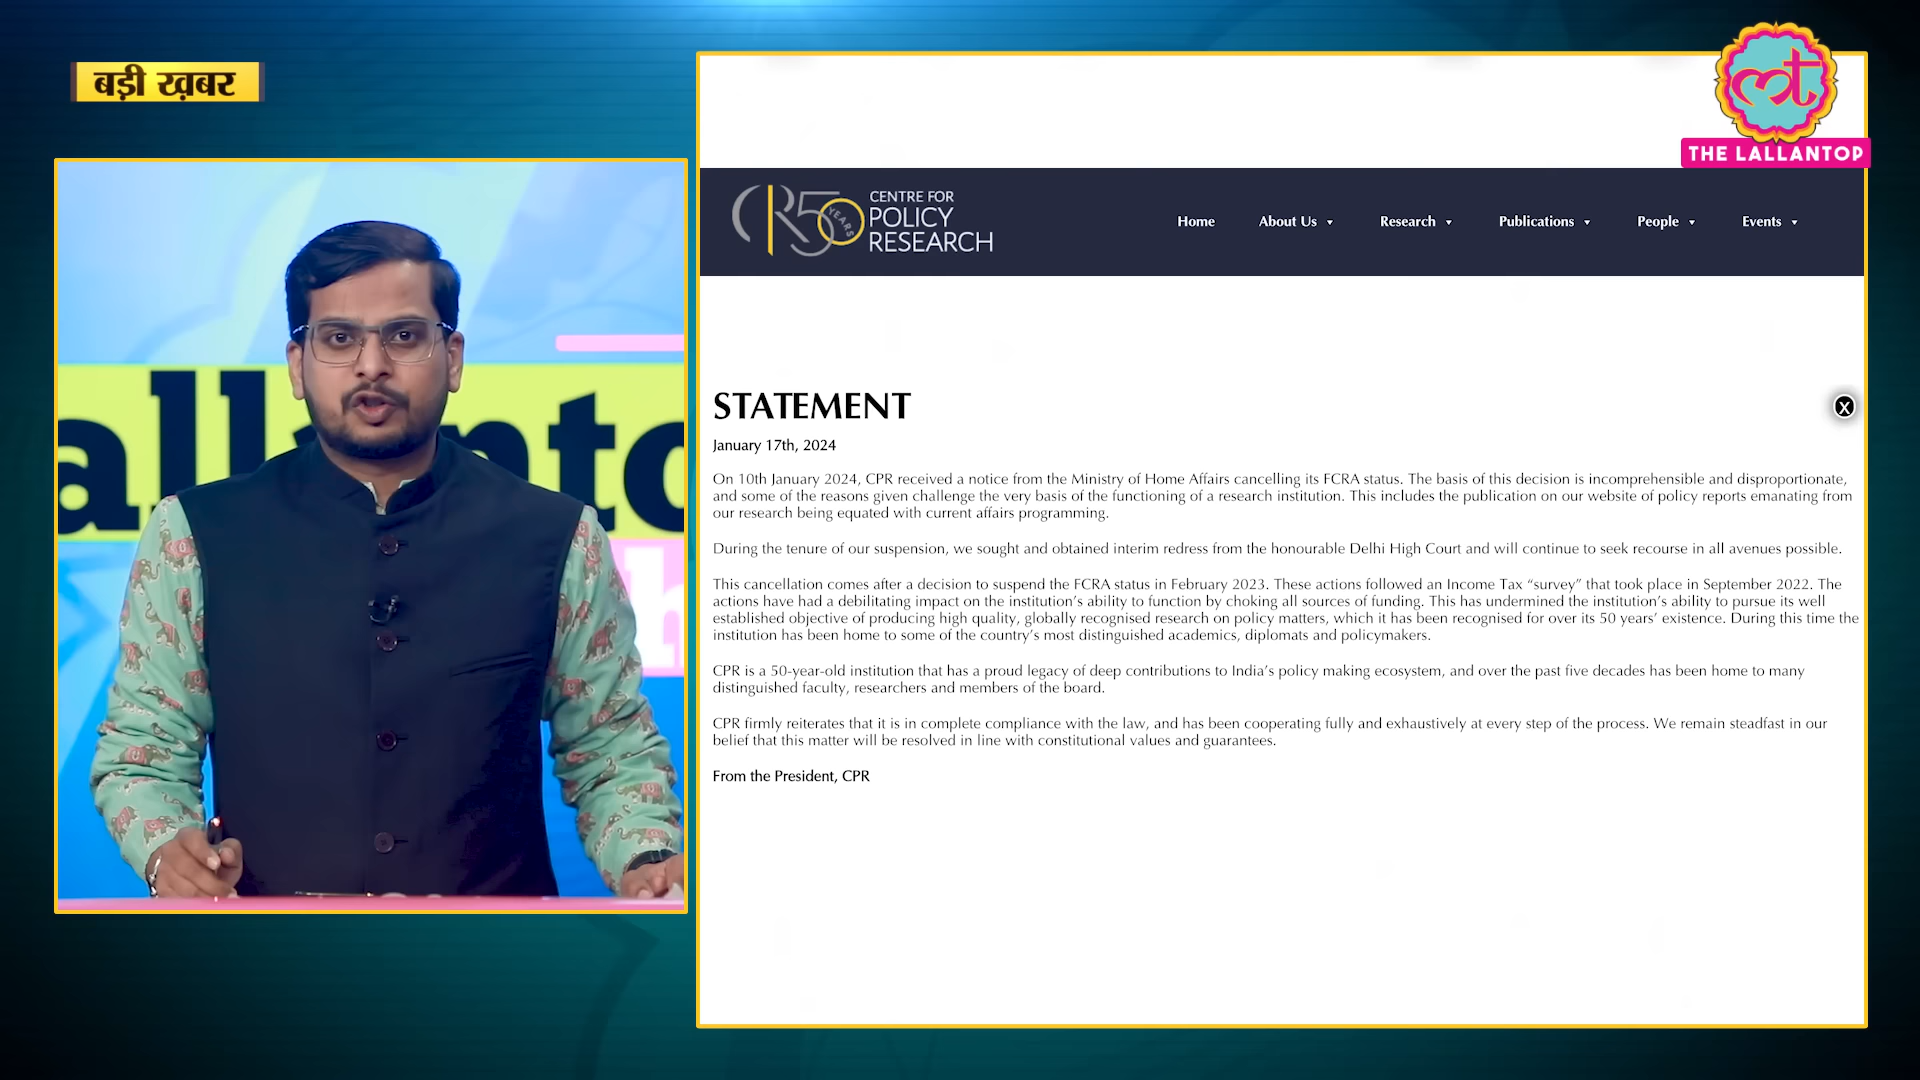 बड़ी ख़बर
THE LALLANTOP
CENTRE FOR
POLICY
RESEARCH
50
YEARS
Home
About Us
Research
Publications
People
Events
STATEMENT
X
January 17th, 2024
On 10th January 2024, CPR received a notice from the Ministry of Home Affairs cancelling its FCRA status. The basis of this decision is incomprehensible and disproportionate,
and some of the reasons given challenge the very basis of the functioning of a research institution. This includes the publication on our website of policy reports emanating from
our research being equated with current affairs programming.
During the tenure of our suspension, we sought and obtained interim redress from the honourable Delhi High Court and will continue to seek recourse in all avenues possible.
This cancellation comes after a decision to suspend the FCRA status in February 2023. These actions followed an Income Tax “survey” that took place in September 2022. The
actions have had a debilitating impact on the institution’s ability to function by choking all sources of funding. This has undermined the institution’s ability to pursue its well
established objective of producing high quality, globally recognised research on policy matters, which it has been recognised for over its 50 years’ existence. During this time the
institution has been home to some of the country’s most distinguished academics, diplomats and policymakers.
CPR is a 50-year-old institution that has a proud legacy of deep contributions to India’s policy making ecosystem, and over the past five decades has been home to many
distinguished faculty, researchers and members of the board.
CPR firmly reiterates that it is in complete compliance with the law, and has been cooperating fully and exhaustively at every step of the process. We remain steadfast in our
belief that this matter will be resolved in line with constitutional values and guarantees.
From the President, CPR